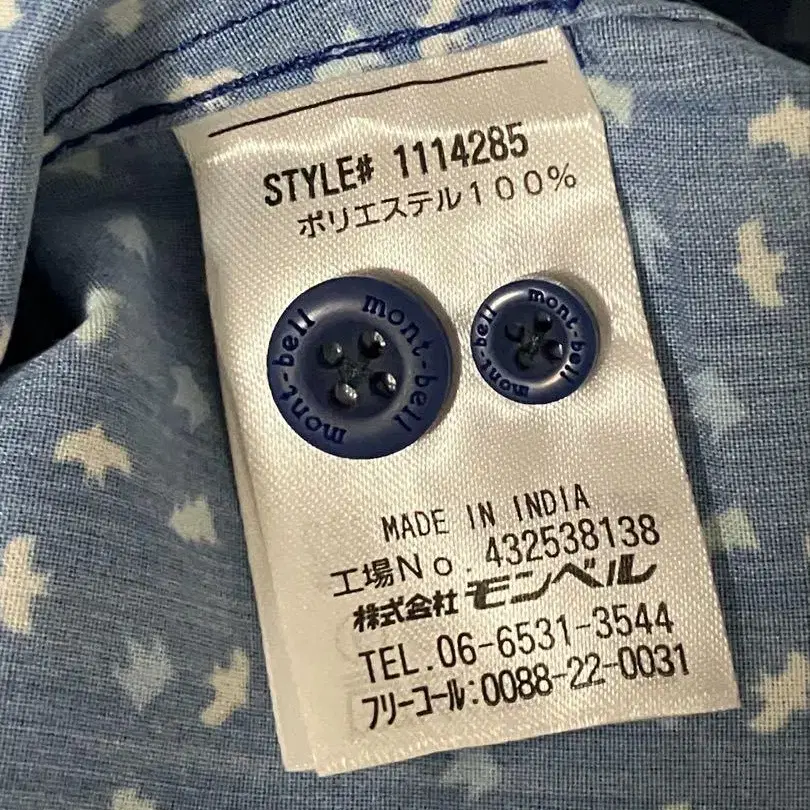 STYLE# 1114285
ポリエステル100%
mont-bell mont-bell
mont-bell mont-bell
MADE IN INDIA
工場No. 432538138
株式会社 モンベル
TEL.06-6531-3544
フリーコール:0088-22-0031